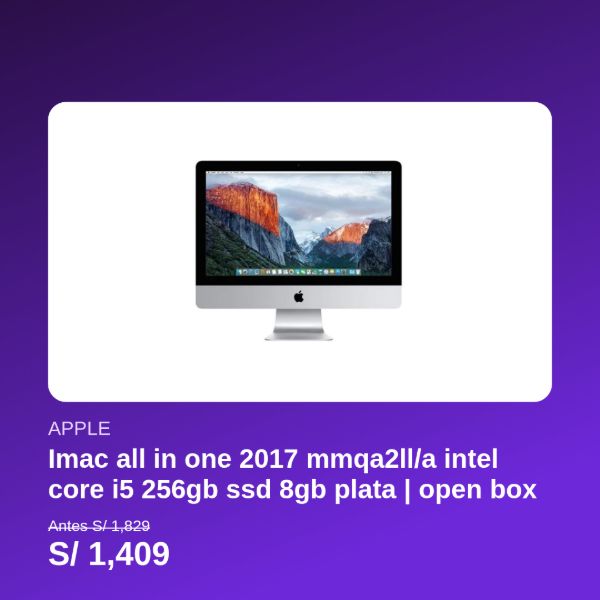 APPLE
Imac all in one 2017 mmqa2ll/a intel
core i5 256gb ssd 8gb plata | open box
Antes S/ 1,829
S/ 1,409